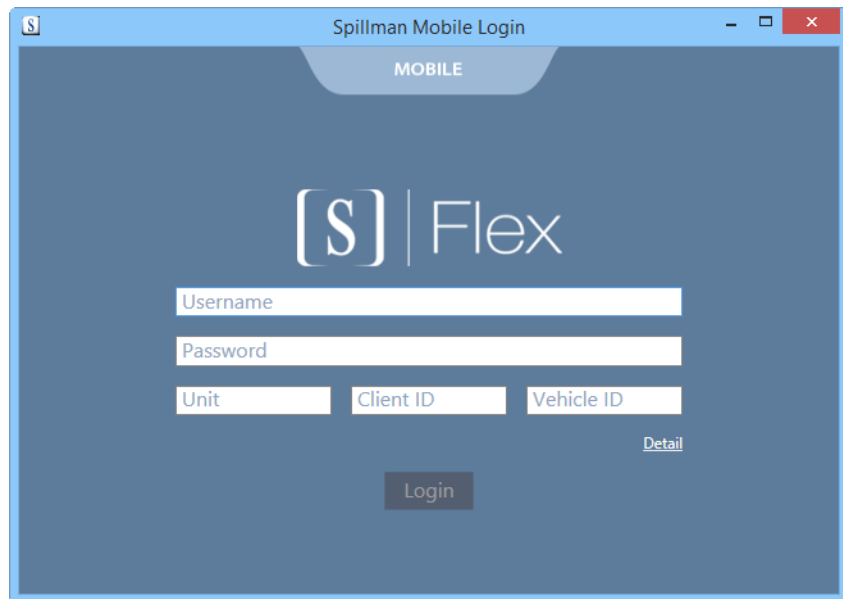 S Spillman Mobile Login
MOBILE
[S] | Flex
Username
Password
Unit Client ID Vehicle ID
Detail
Login